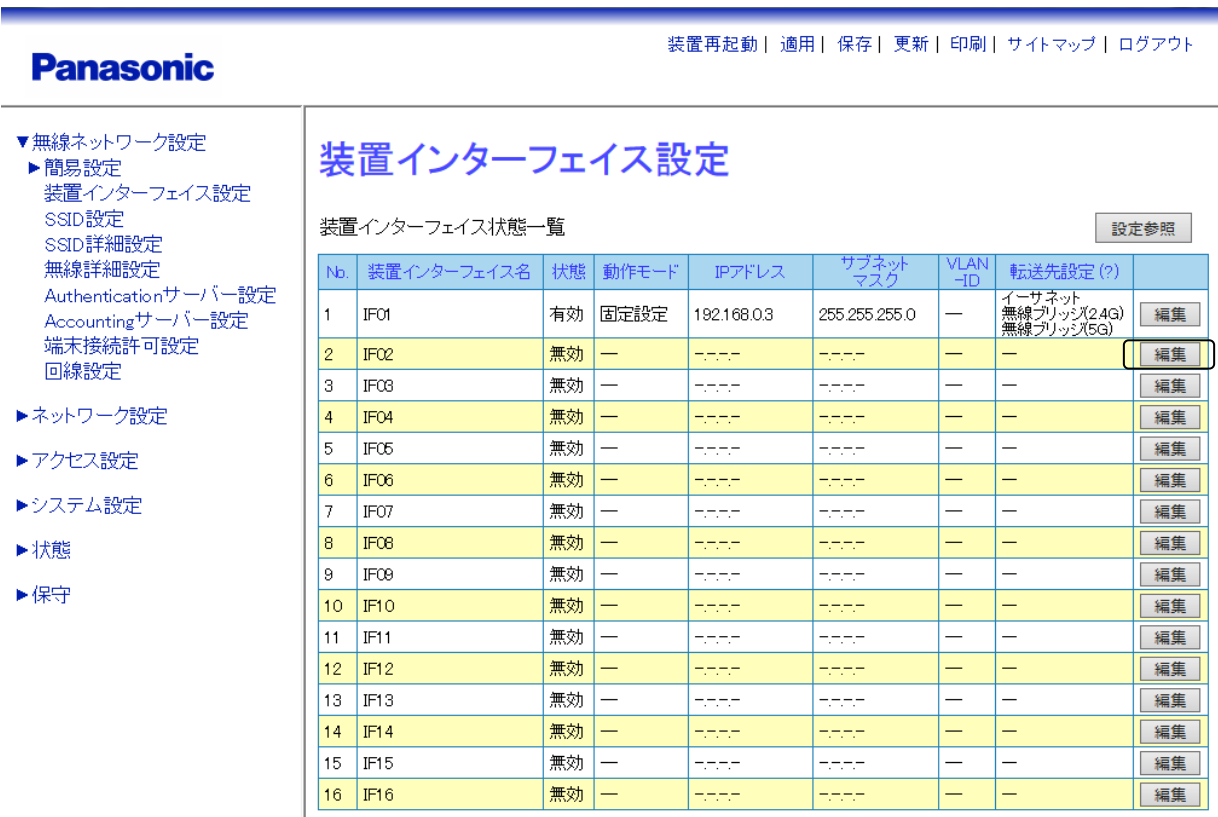 装置再起動| 適用| 保存| 更新| 印刷| サイトマップ| ログアウト
Panasonic
▼無線ネットワーク設定
▶簡易設定
装置インターフェイス設定
SSID設定
SSID詳細設定
無線詳細設定
Authenticationサーバー設定
Accountingサーバー設定
端末接続許可設定
回線設定
▶ネットワーク設定
▶アクセス設定
▶システム設定
▶状態
▶保守
装置インターフェイス設定
装置インターフェイス状態一覧 設定参照
No. 装置インターフェイス名 状態 動作モード IPアドレス サブネットマスク VLAN-ID 転送先設定(?)
1 IF01 有効 固定設定 192.168.0.3 255.255.255.0 — イーサネット 無線ブリッジ(2.4G) 無線ブリッジ(5G) 編集
2 IF02 無効 — -.-.-.- -.-.-.- — — 編集
3 IF03 無効 — -.-.-.- -.-.-.- — — 編集
4 IF04 無効 — -.-.-.- -.-.-.- — — 編集
5 IF05 無効 — -.-.-.- -.-.-.- — — 編集
6 IF06 無効 — -.-.-.- -.-.-.- — — 編集
7 IF07 無効 — -.-.-.- -.-.-.- — — 編集
8 IF08 無効 — -.-.-.- -.-.-.- — — 編集
9 IF09 無効 — -.-.-.- -.-.-.- — — 編集
10 IF10 無効 — -.-.-.- -.-.-.- — — 編集
11 IF11 無効 — -.-.-.- -.-.-.- — — 編集
12 IF12 無効 — -.-.-.- -.-.-.- — — 編集
13 IF13 無効 — -.-.-.- -.-.-.- — — 編集
14 IF14 無効 — -.-.-.- -.-.-.- — — 編集
15 IF15 無効 — -.-.-.- -.-.-.- — — 編集
16 IF16 無効 — -.-.-.- -.-.-.- — — 編集